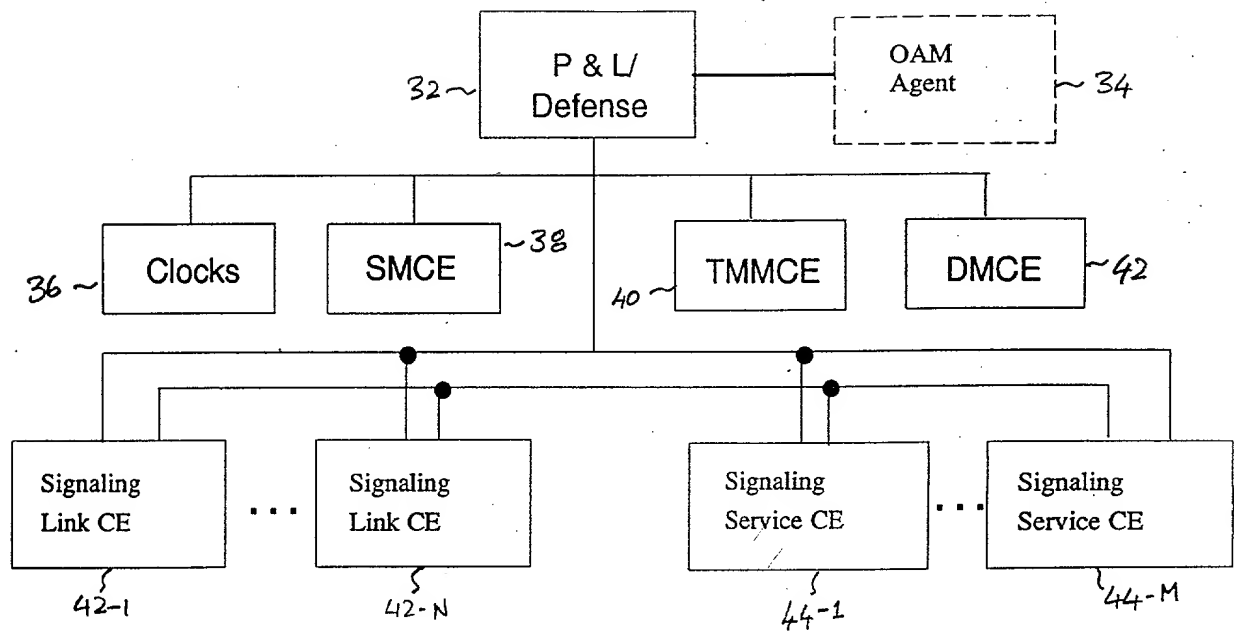 P & L/
Defense
32
OAM
Agent
34
Clocks
36
SMCE
38
TMMCE
40
DMCE
42
Signaling
Link CE
42-1
...
Signaling
Link CE
42-N
Signaling
Service CE
44-1
...
Signaling
Service CE
44-M